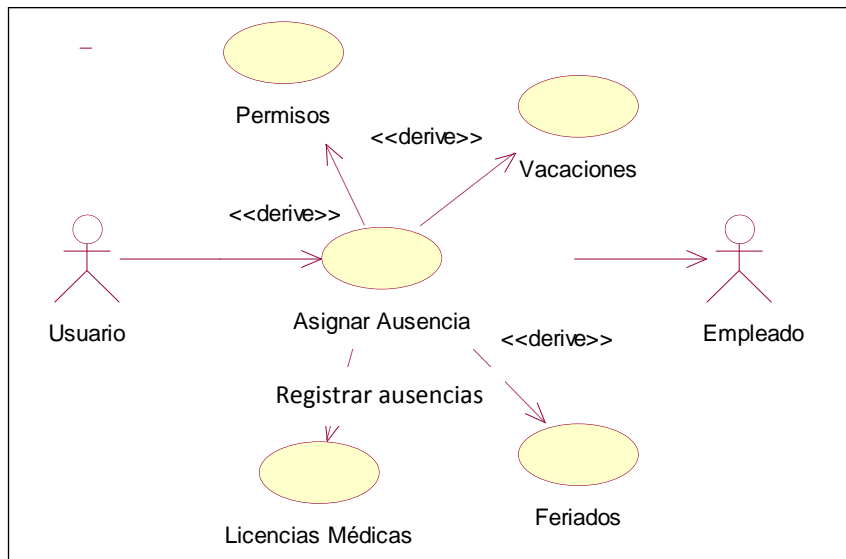 Permisos
<<derive>>
Vacaciones
<<derive>>
Usuario
Asignar Ausencia
<<derive>>
Empleado
Registrar ausencias
Licencias Médicas
Feriados